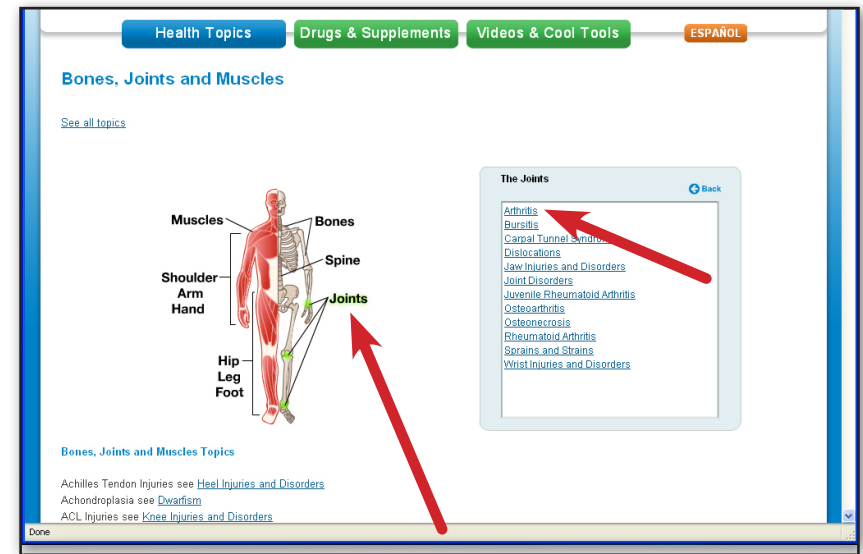 Health Topics
Drugs & Supplements
Videos & Cool Tools
ESPAÑOL
Bones, Joints and Muscles
See all topics
Muscles
Bones
Spine
Shoulder
Arm
Hand
Joints
Hip
Leg
Foot
The Joints
Back
Arthritis
Bursitis
Carpal Tunnel Syndrome
Dislocations
Jaw Injuries and Disorders
Joint Disorders
Juvenile Rheumatoid Arthritis
Osteoarthritis
Osteonecrosis
Rheumatoid Arthritis
Sprains and Strains
Wrist Injuries and Disorders
Bones, Joints and Muscles Topics
Achilles Tendon Injuries see Heel Injuries and Disorders
Achondroplasia see Dwarfism
ACL Injuries see Knee Injuries and Disorders
Done